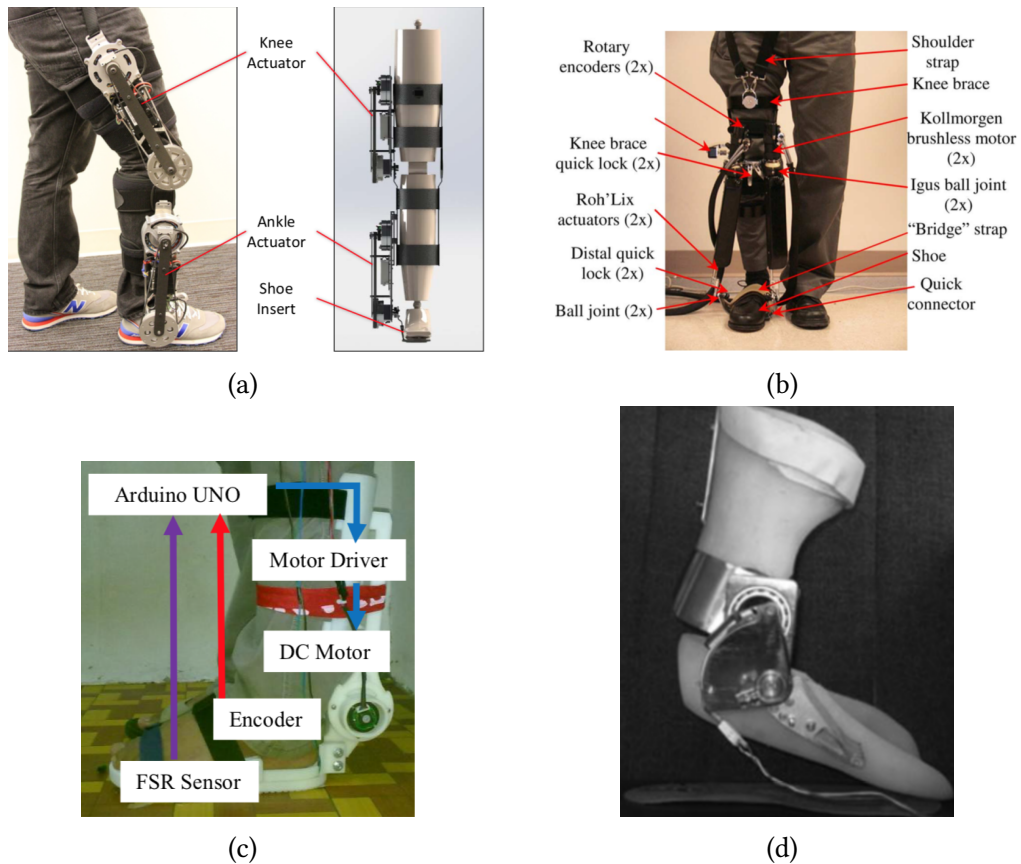 Knee
Actuator
Ankle
Actuator
Shoe
Insert
(a)
Rotary
encoders (2x)
Knee brace
quick lock (2x)
Roh'Lix
actuators (2x)
Distal quick
lock (2x)
Ball joint (2x)
Shoulder
strap
Knee brace
Kollmorgen
brushless motor
(2x)
Igus ball joint
(2x)
"Bridge" strap
Shoe
Quick
connector
(b)
Arduino UNO
Motor Driver
DC Motor
Encoder
FSR Sensor
(c)
(d)